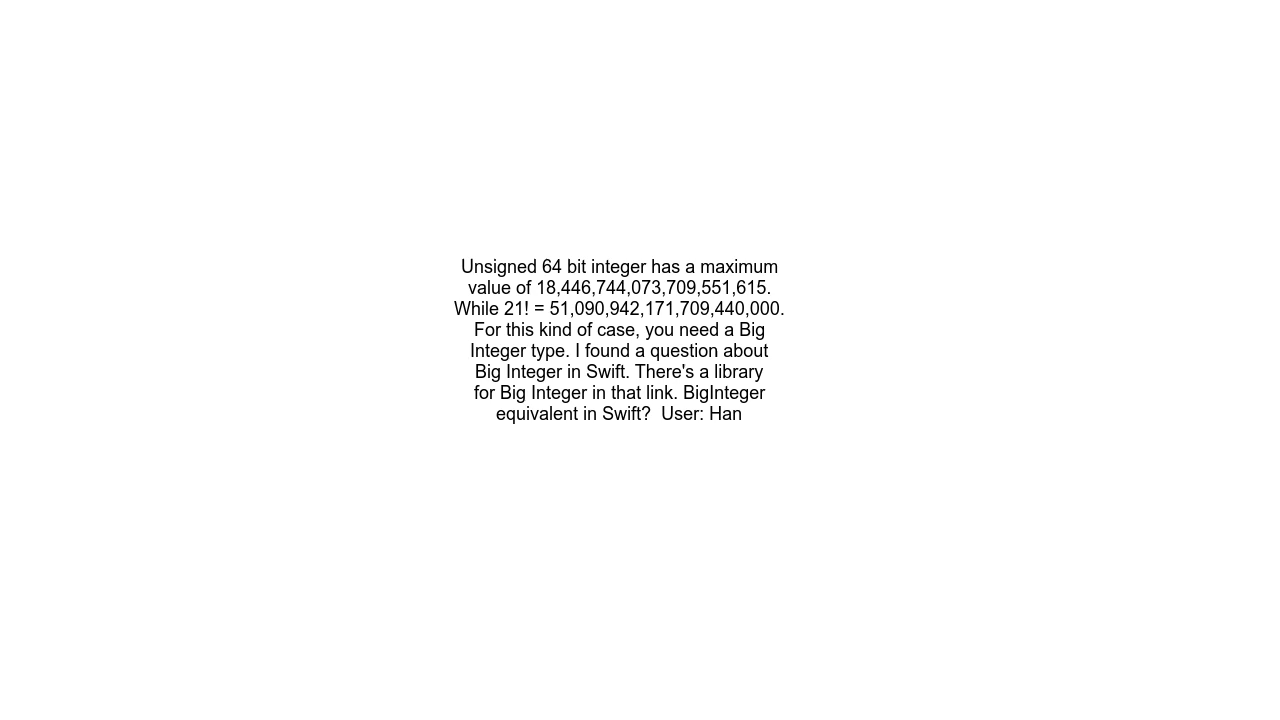 Unsigned 64 bit integer has a maximum
value of 18,446,744,073,709,551,615.
While 21! = 51,090,942,171,709,440,000.
For this kind of case, you need a Big
Integer type. I found a question about
Big Integer in Swift. There's a library
for Big Integer in that link. BigInteger
equivalent in Swift?  User: Han